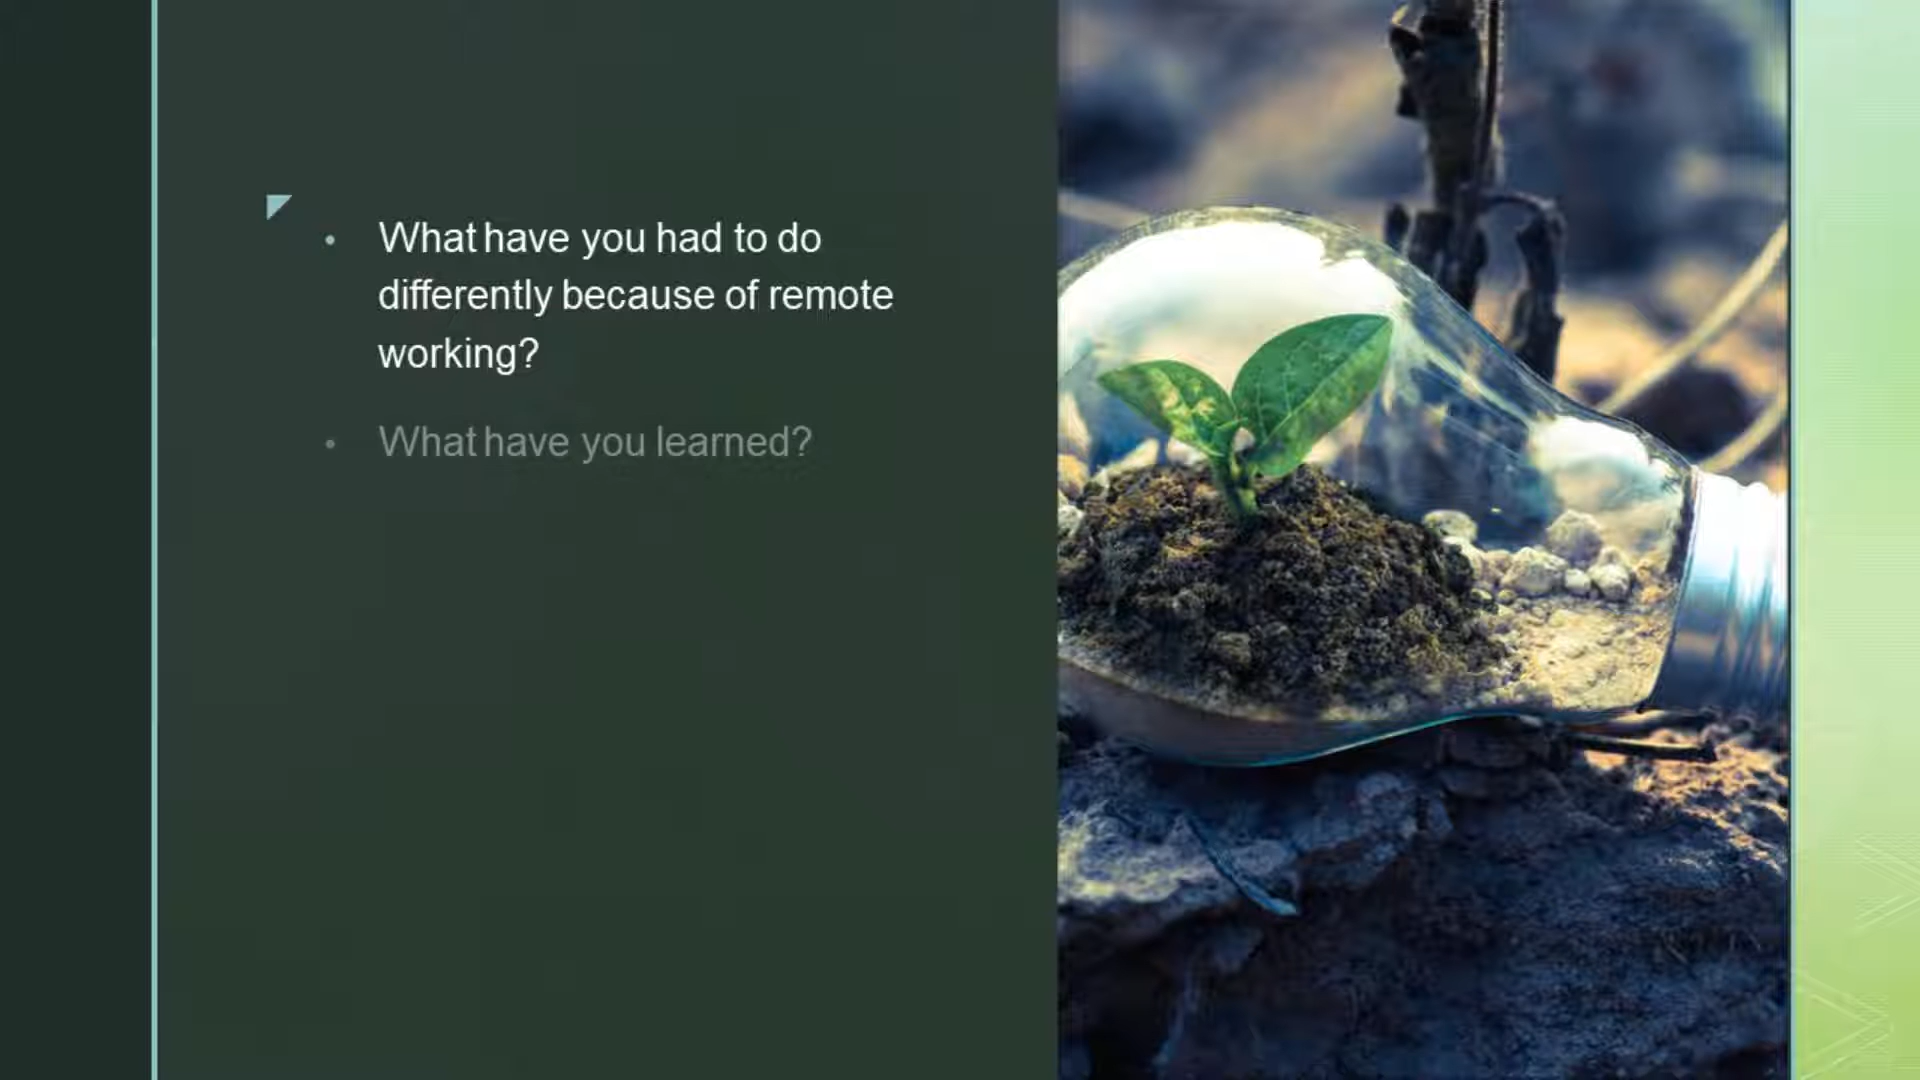 • What have you had to do
differently because of remote
working?
• What have you learned?